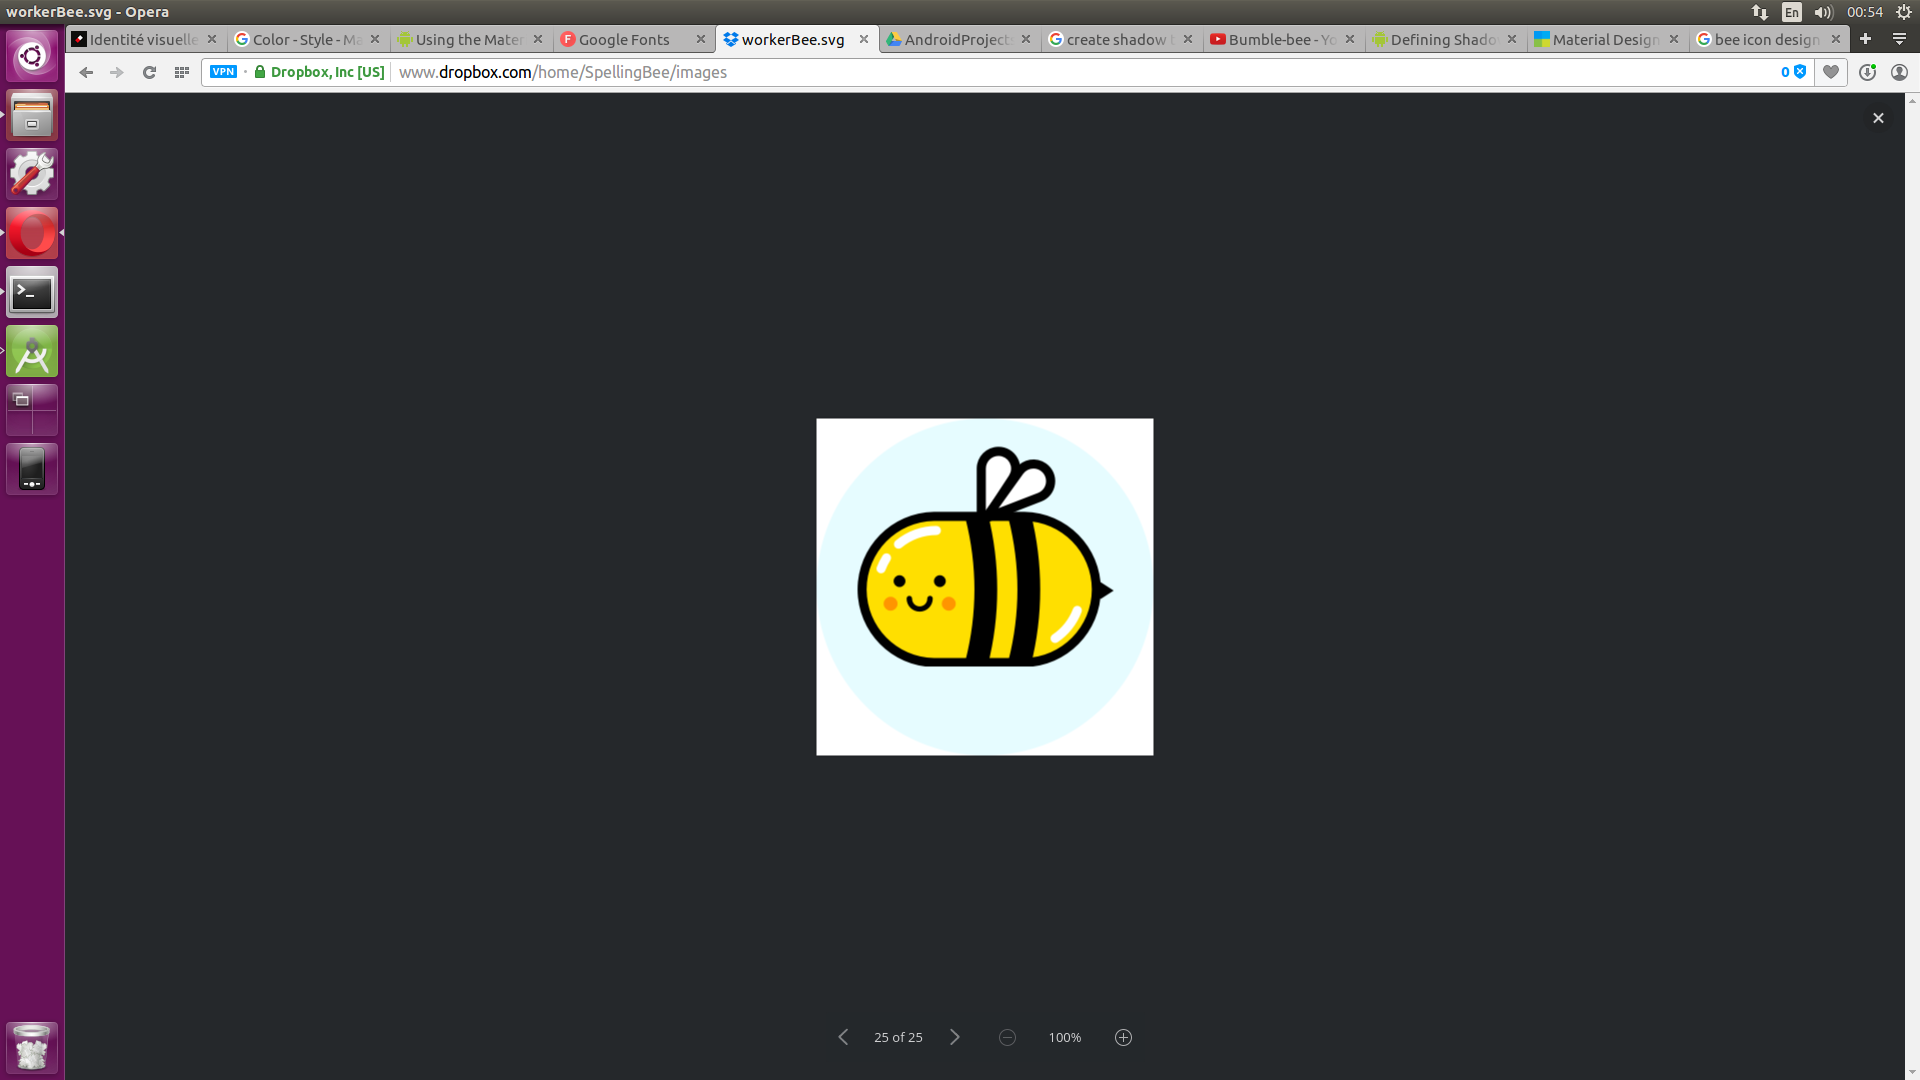 workerBee.svg - Opera
En
00:54
Identité visuelle
Color - Style - Ma
Using the Mater
Google Fonts
workerBee.svg
AndroidProjects
create shadow t
Bumble-bee - Yo
Defining Shado
Material Design
bee icon design
VPN
Dropbox, Inc [US]
www.dropbox.com/home/SpellingBee/images
0
25 of 25
100%